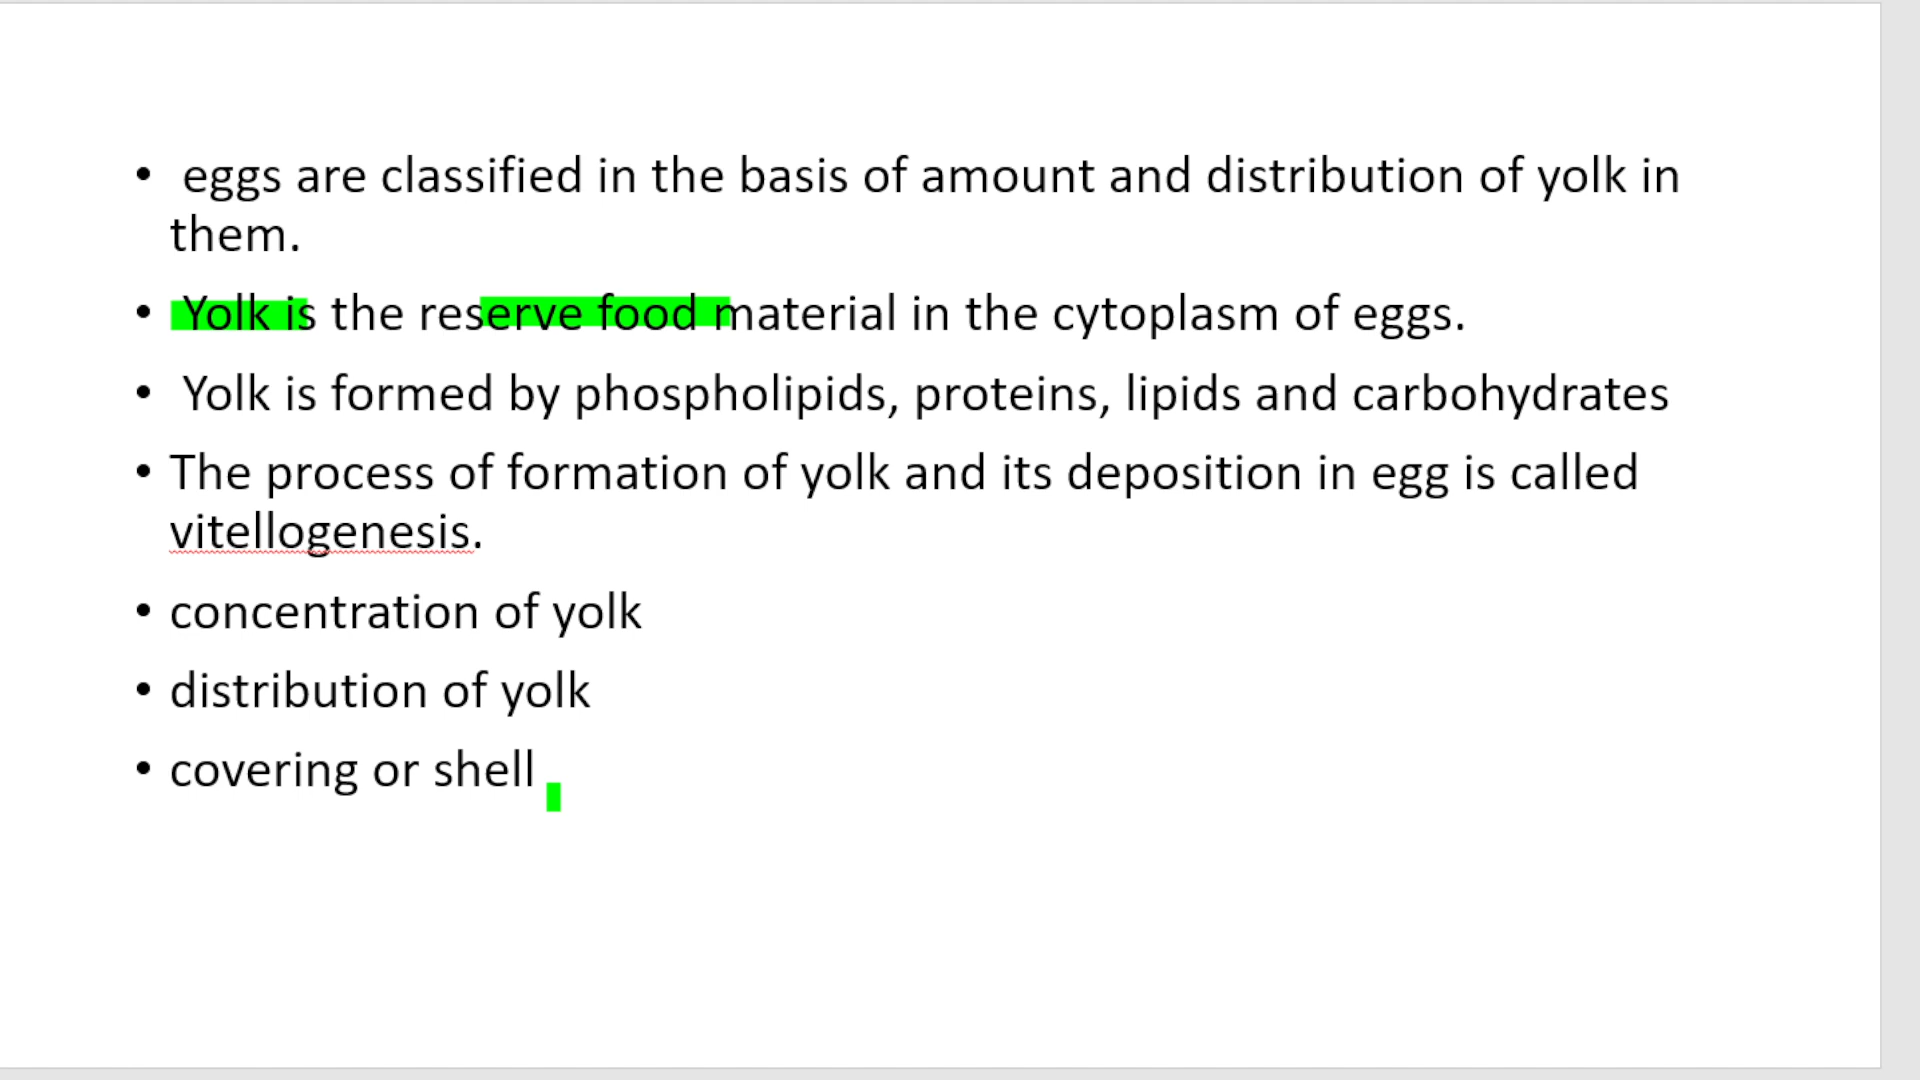 • eggs are classified in the basis of amount and distribution of yolk in
them.
• Yolk is the reserve food material in the cytoplasm of eggs.
• Yolk is formed by phospholipids, proteins, lipids and carbohydrates
• The process of formation of yolk and its deposition in egg is called
vitellogenesis.
• concentration of yolk
• distribution of yolk
• covering or shell